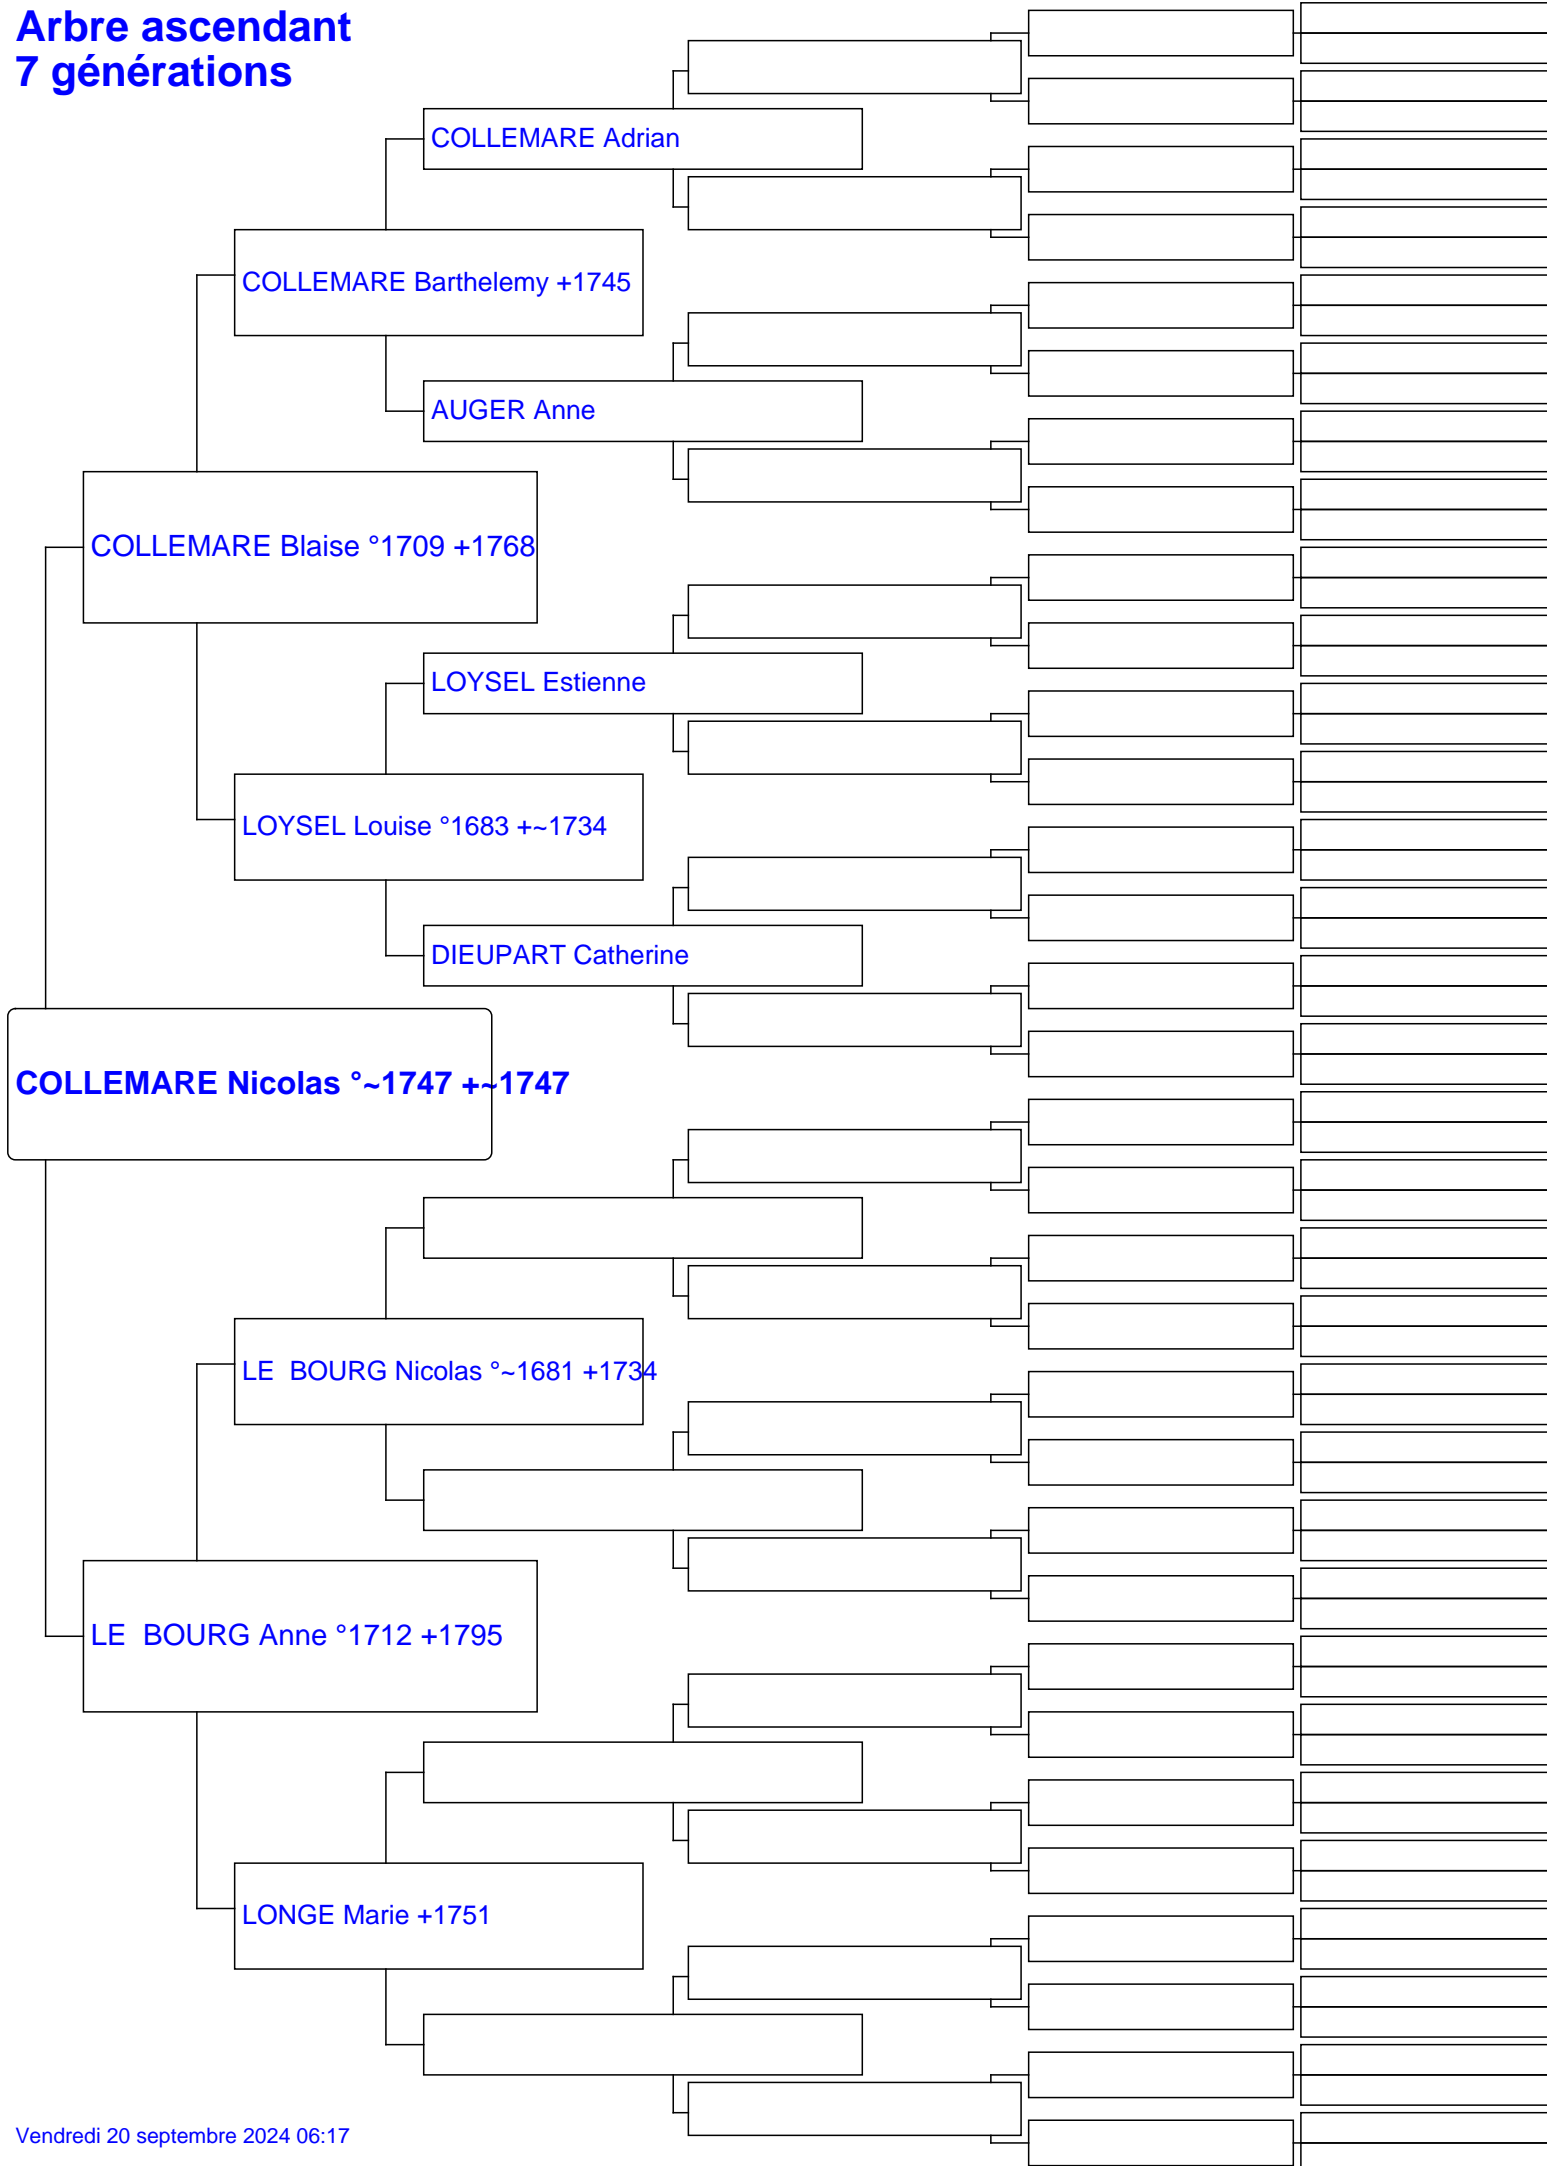 Arbre ascendant
7 générations
COLLEMARE Adrian
COLLEMARE Barthelemy +1745
AUGER Anne
COLLEMARE Blaise °1709 +1768
LOYSEL Estienne
LOYSEL Louise °1683 +~1734
DIEUPART Catherine
COLLEMARE Nicolas °~1747 +~1747
LE  BOURG Nicolas °~1681 +1734
LE  BOURG Anne °1712 +1795
LONGE Marie +1751
Vendredi 20 septembre 2024 06:17